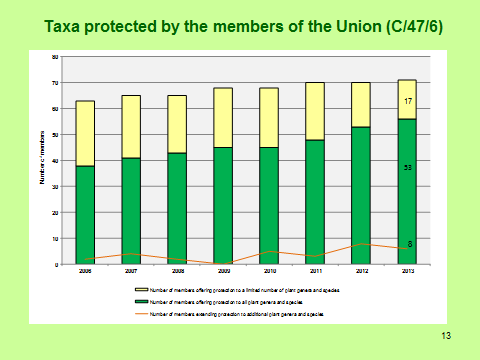 Taxa protected by the members of the Union (C/47/6)
80
70
60
50
40
30
20
10
0
Number of members
17
53
8
2006 2007 2008 2009 2010 2011 2012 2013
Number of members offering protection to a limited number of plant genera and species
Number of members offering protection to all plant genera and species
Number of members extending protection to additional plant genera and species
13